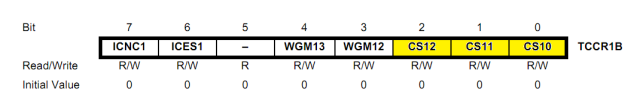 Bit 7 6 5 4 3 2 1 0
ICNC1 ICES1 – WGM13 WGM12 CS12 CS11 CS10 TCCR1B
Read/Write R/W R/W R R/W R/W R/W R/W R/W
Initial Value 0 0 0 0 0 0 0 0